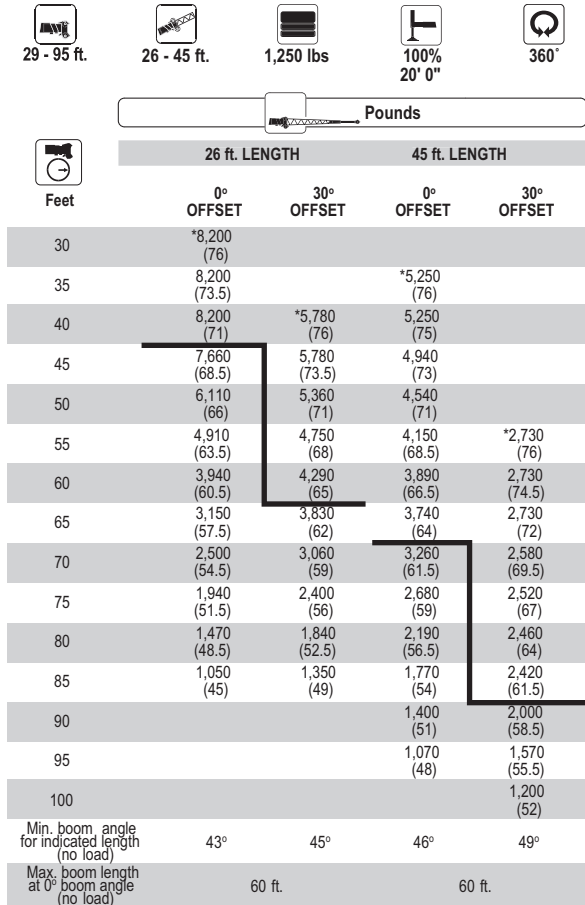 29 - 95 ft. 26 - 45 ft. 1,250 lbs 100% 360˚
20' 0"
Pounds
26 ft. LENGTH 45 ft. LENGTH
Feet
0º 30º 0º 30º
OFFSET OFFSET OFFSET OFFSET
30 *8,200
(76)
35 8,200 *5,250
(73.5) (76)
40 8,200 *5,780 5,250
(71) (76) (75)
45 7,660 5,780 4,940
(68.5) (73.5) (73)
50 6,110 5,360 4,540
(66) (71) (71)
55 4,910 4,750 4,150 *2,730
(63.5) (68) (68.5) (76)
60 3,940 4,290 3,890 2,730
(60.5) (65) (66.5) (74.5)
65 3,150 3,830 3,740 2,730
(57.5) (62) (64) (72)
70 2,500 3,060 3,260 2,580
(54.5) (59) (61.5) (69.5)
75 1,940 2,400 2,680 2,520
(51.5) (56) (59) (67)
80 1,470 1,840 2,190 2,460
(48.5) (52.5) (56.5) (64)
85 1,050 1,350 1,770 2,420
(45) (49) (54) (61.5)
90 1,400 2,000
(51) (58.5)
95 1,070 1,570
(48) (55.5)
100 1,200
(52)
Min. boom angle
for indicated length 43º 45º 46º 49º
(no load)
Max. boom length
at 0º boom angle 60 ft. 60 ft.
(no load)